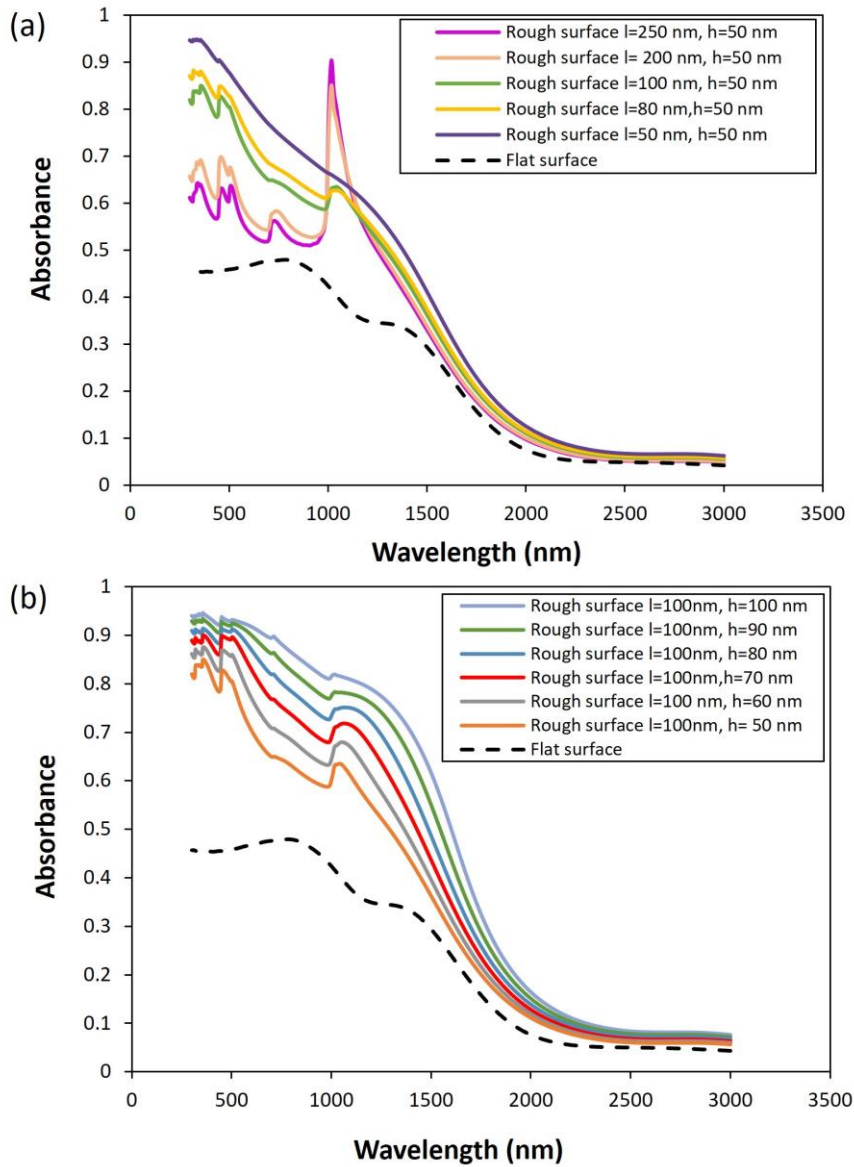 (a)
1
0.9
0.8
0.7
0.6
0.5
0.4
0.3
0.2
0.1
0
Absorbance
Rough surface l=250 nm, h=50 nm
Rough surface l= 200 nm, h=50 nm
Rough surface l=100 nm, h=50 nm
Rough surface l=80 nm,h=50 nm
Rough surface l=50 nm, h=50 nm
Flat surface
0 500 1000 1500 2000 2500 3000 3500
Wavelength (nm)
(b)
1
0.9
0.8
0.7
0.6
0.5
0.4
0.3
0.2
0.1
0
Absorbance
Rough surface l=100nm, h=100 nm
Rough surface l=100nm, h=90 nm
Rough surface l=100nm, h=80 nm
Rough surface l=100nm,h=70 nm
Rough surface l=100 nm, h=60 nm
Rough surface l=100nm, h= 50 nm
Flat surface
0 500 1000 1500 2000 2500 3000 3500
Wavelength (nm)